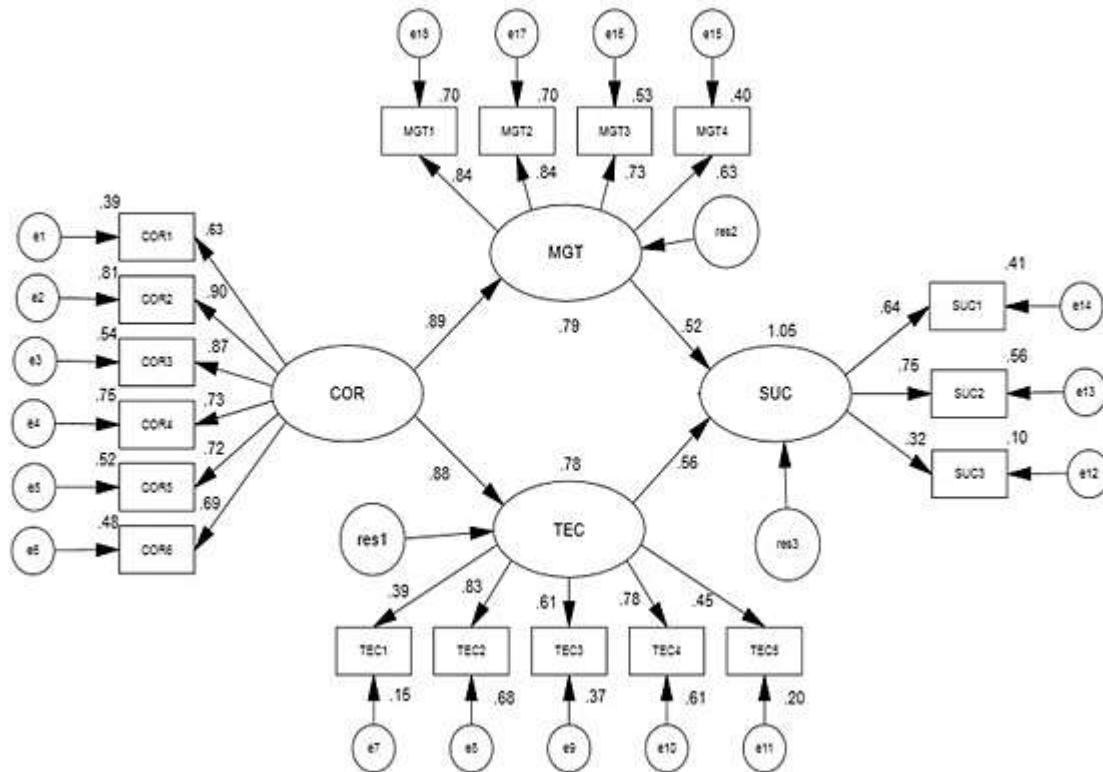 e18 e17 e16 e15
.70 .70 .53 .40
MGT1 MGT2 MGT3 MGT4
.84 .84 .73 .63
MGT
res2
.79
.39
e1 COR1 .63
.81
e2 COR2 .90
.54
e3 COR3 .87
.75
e4 COR4 .73
.52
e5 COR5 .72
.48
e6 COR6 .69
COR
.89
.88
.52
.56
1.05
SUC
.41
.64 SUC1 e14
.56
.75 SUC2 e13
.10
.32 SUC3 e12
res3
.78
TEC
res1
.39 .83 .61 .78 .45
TEC1 TEC2 TEC3 TEC4 TEC5
.15 .68 .37 .61 .20
e7 e8 e9 e10 e11